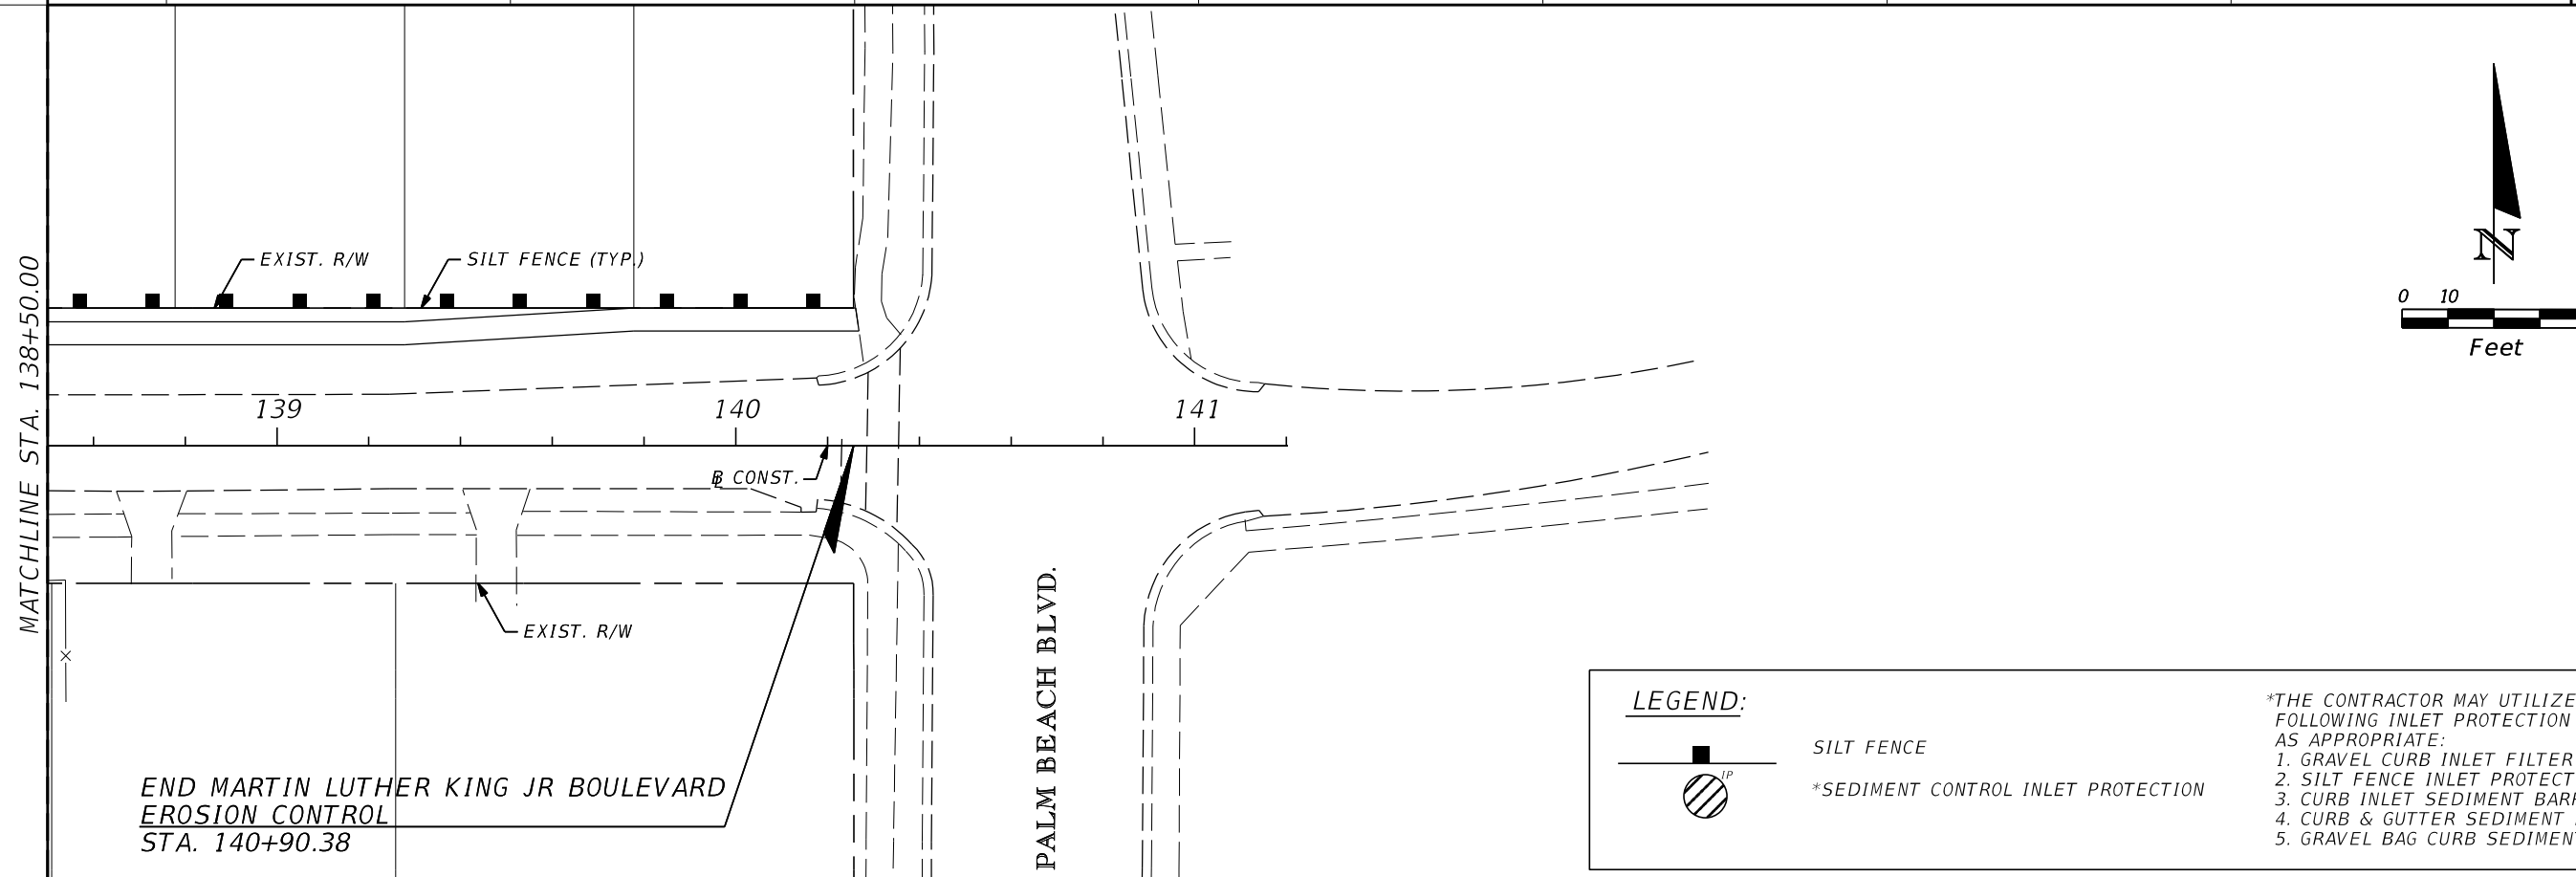 EXIST. R/W
SILT FENCE (TYP.)
MATCHLINE STA. 138+50.00
139
140
141
B CONST.
EXIST. R/W
PALM BEACH BLVD.
END MARTIN LUTHER KING JR BOULEVARD
EROSION CONTROL
STA. 140+90.38
N
0 10
Feet
LEGEND:
SILT FENCE
IP
*SEDIMENT CONTROL INLET PROTECTION
*THE CONTRACTOR MAY UTILIZE
FOLLOWING INLET PROTECTION
AS APPROPRIATE:
1. GRAVEL CURB INLET FILTER
2. SILT FENCE INLET PROTECT
3. CURB INLET SEDIMENT
4. CURB & GUTTER SEDIMENT
5. GRAVEL BAG CURB SEDIMENT